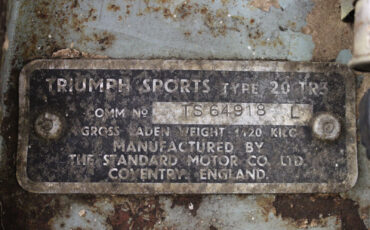 TRIUMPH SPORTS TYPE 20 TR3
COMM NO TS 64918 L
GROSS LADEN WEIGHT 1120 KILO
MANUFACTURED BY
THE STANDARD MOTOR CO. LTD.
COVENTRY. ENGLAND.